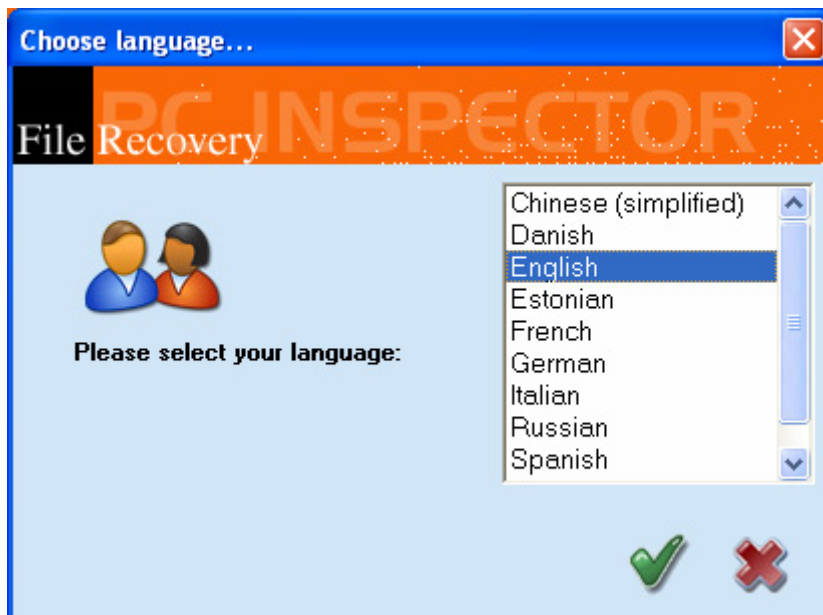 Choose language...
PC INSPECTOR
File Recovery
Please select your language:
Chinese (simplified)
Danish
English
Estonian
French
German
Italian
Russian
Spanish